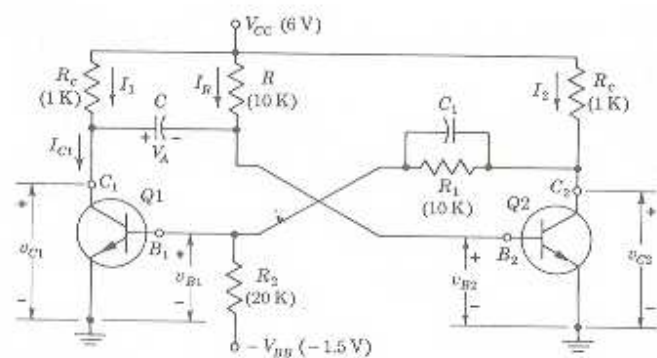 V_CC (6 V)
R_c
(1 K)
I_1
I_R
R
(10 K)
I_2
R_c
(1 K)
C
+ −
V_A
C_1
R_1
(10 K)
I_C1
C_1
Q1
B_1
C_2
Q2
B_2
+
v_C1
−
+
v_B1
−
R_2
(20 K)
+
v_B2
−
+
v_C2
−
− V_BB (−1.5 V)